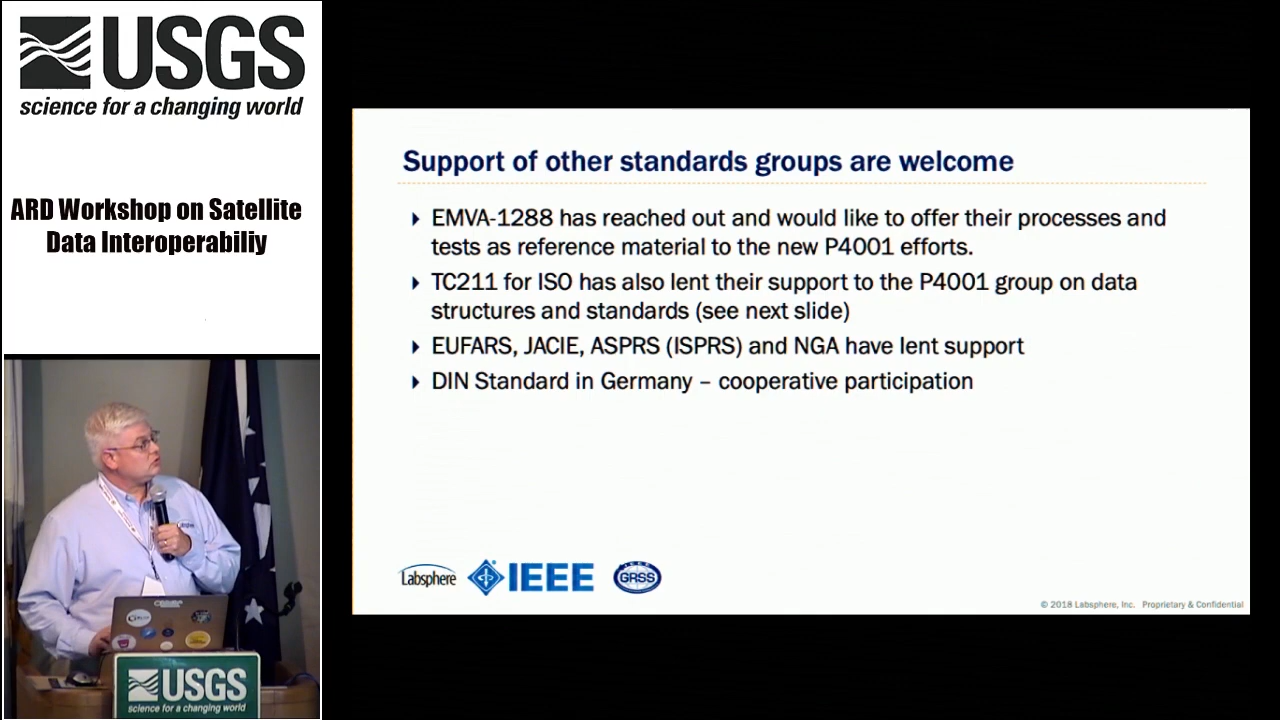 USGS
science for a changing world
ARD Workshop on Satellite
Data Interoperabiliy
Support of other standards groups are welcome
EMVA-1288 has reached out and would like to offer their processes and
tests as reference material to the new P4001 efforts.
TC211 for ISO has also lent their support to the P4001 group on data
structures and standards (see next slide)
EUFARS, JACIE, ASPRS (ISPRS) and NGA have lent support
DIN Standard in Germany – cooperative participation
Labsphere
IEEE
GRSS
© 2018 Labsphere, Inc. Proprietary & Confidential
USGS
science for a changing world